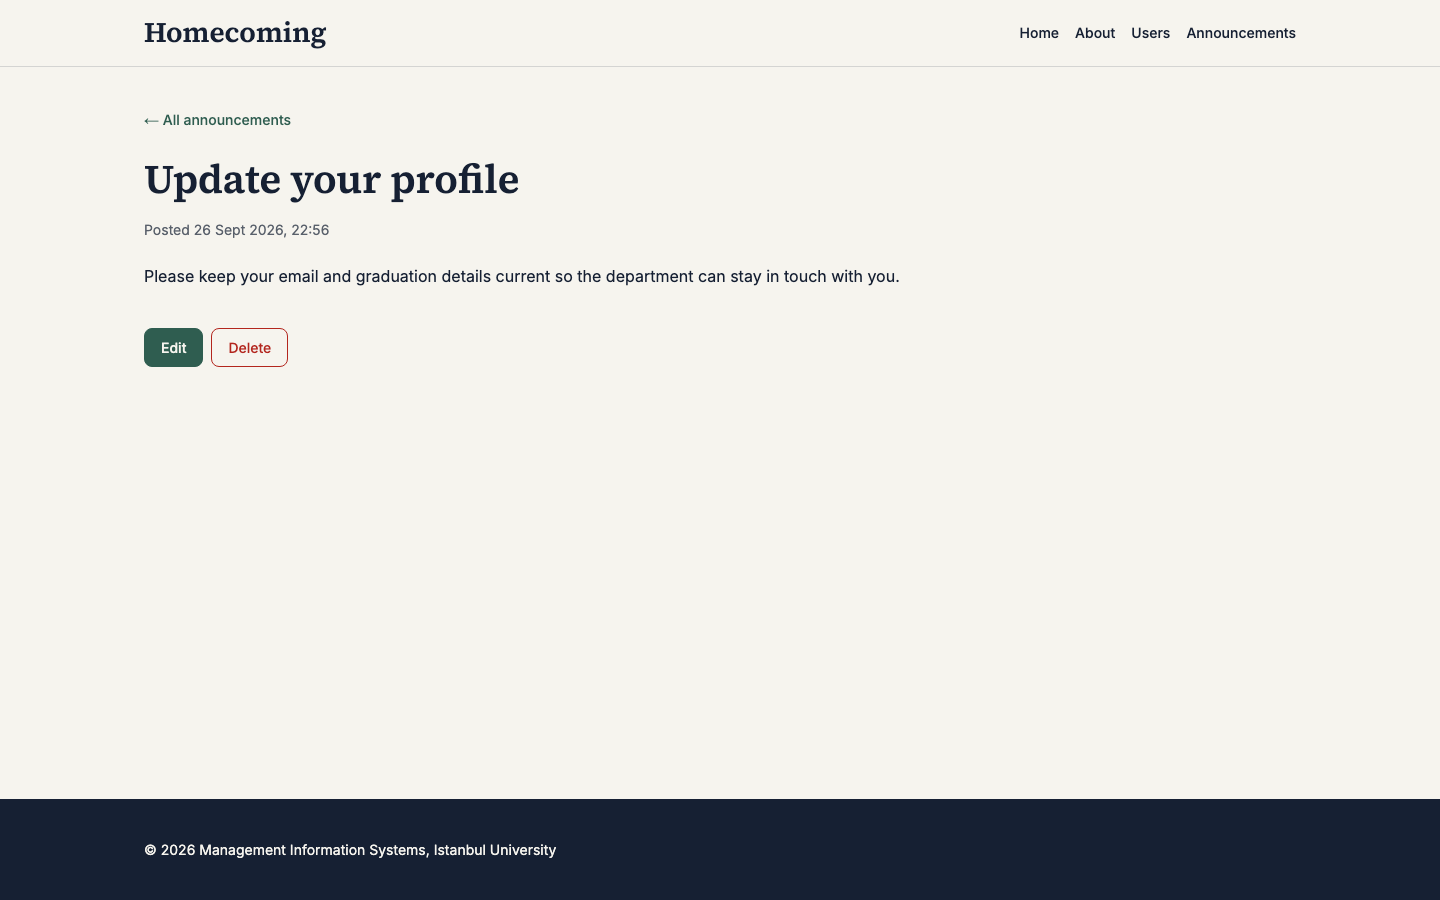 Homecoming
Home About Users Announcements
← All announcements
Update your profile
Posted 26 Sept 2026, 22:56
Please keep your email and graduation details current so the department can stay in touch with you.
Edit Delete
© 2026 Management Information Systems, Istanbul University